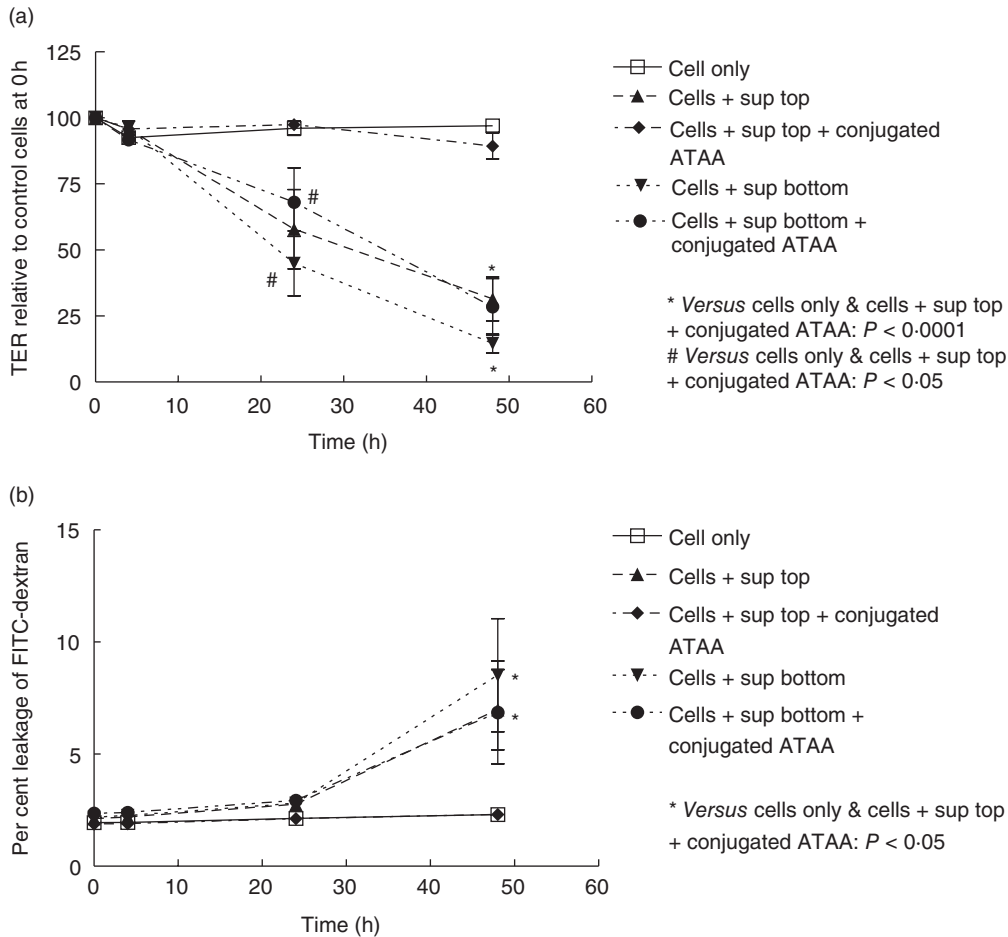 (a)
TER relative to control cells at 0h
125
100
75
50
25
0
#
#
*
*
0
10
20
30
40
50
60
Time (h)
Cell only
Cells + sup top
Cells + sup top + conjugated
ATAA
Cells + sup bottom
Cells + sup bottom +
conjugated ATAA
* Versus cells only & cells + sup top
+ conjugated ATAA: P < 0·0001
# Versus cells only & cells + sup top
+ conjugated ATAA: P < 0·05
(b)
Per cent leakage of FITC-dextran
15
10
5
0
*
*
0
10
20
30
40
50
60
Time (h)
Cell only
Cells + sup top
Cells + sup top + conjugated
ATAA
Cells + sup bottom
Cells + sup bottom +
conjugated ATAA
* Versus cells only & cells + sup top
+ conjugated ATAA: P < 0·05